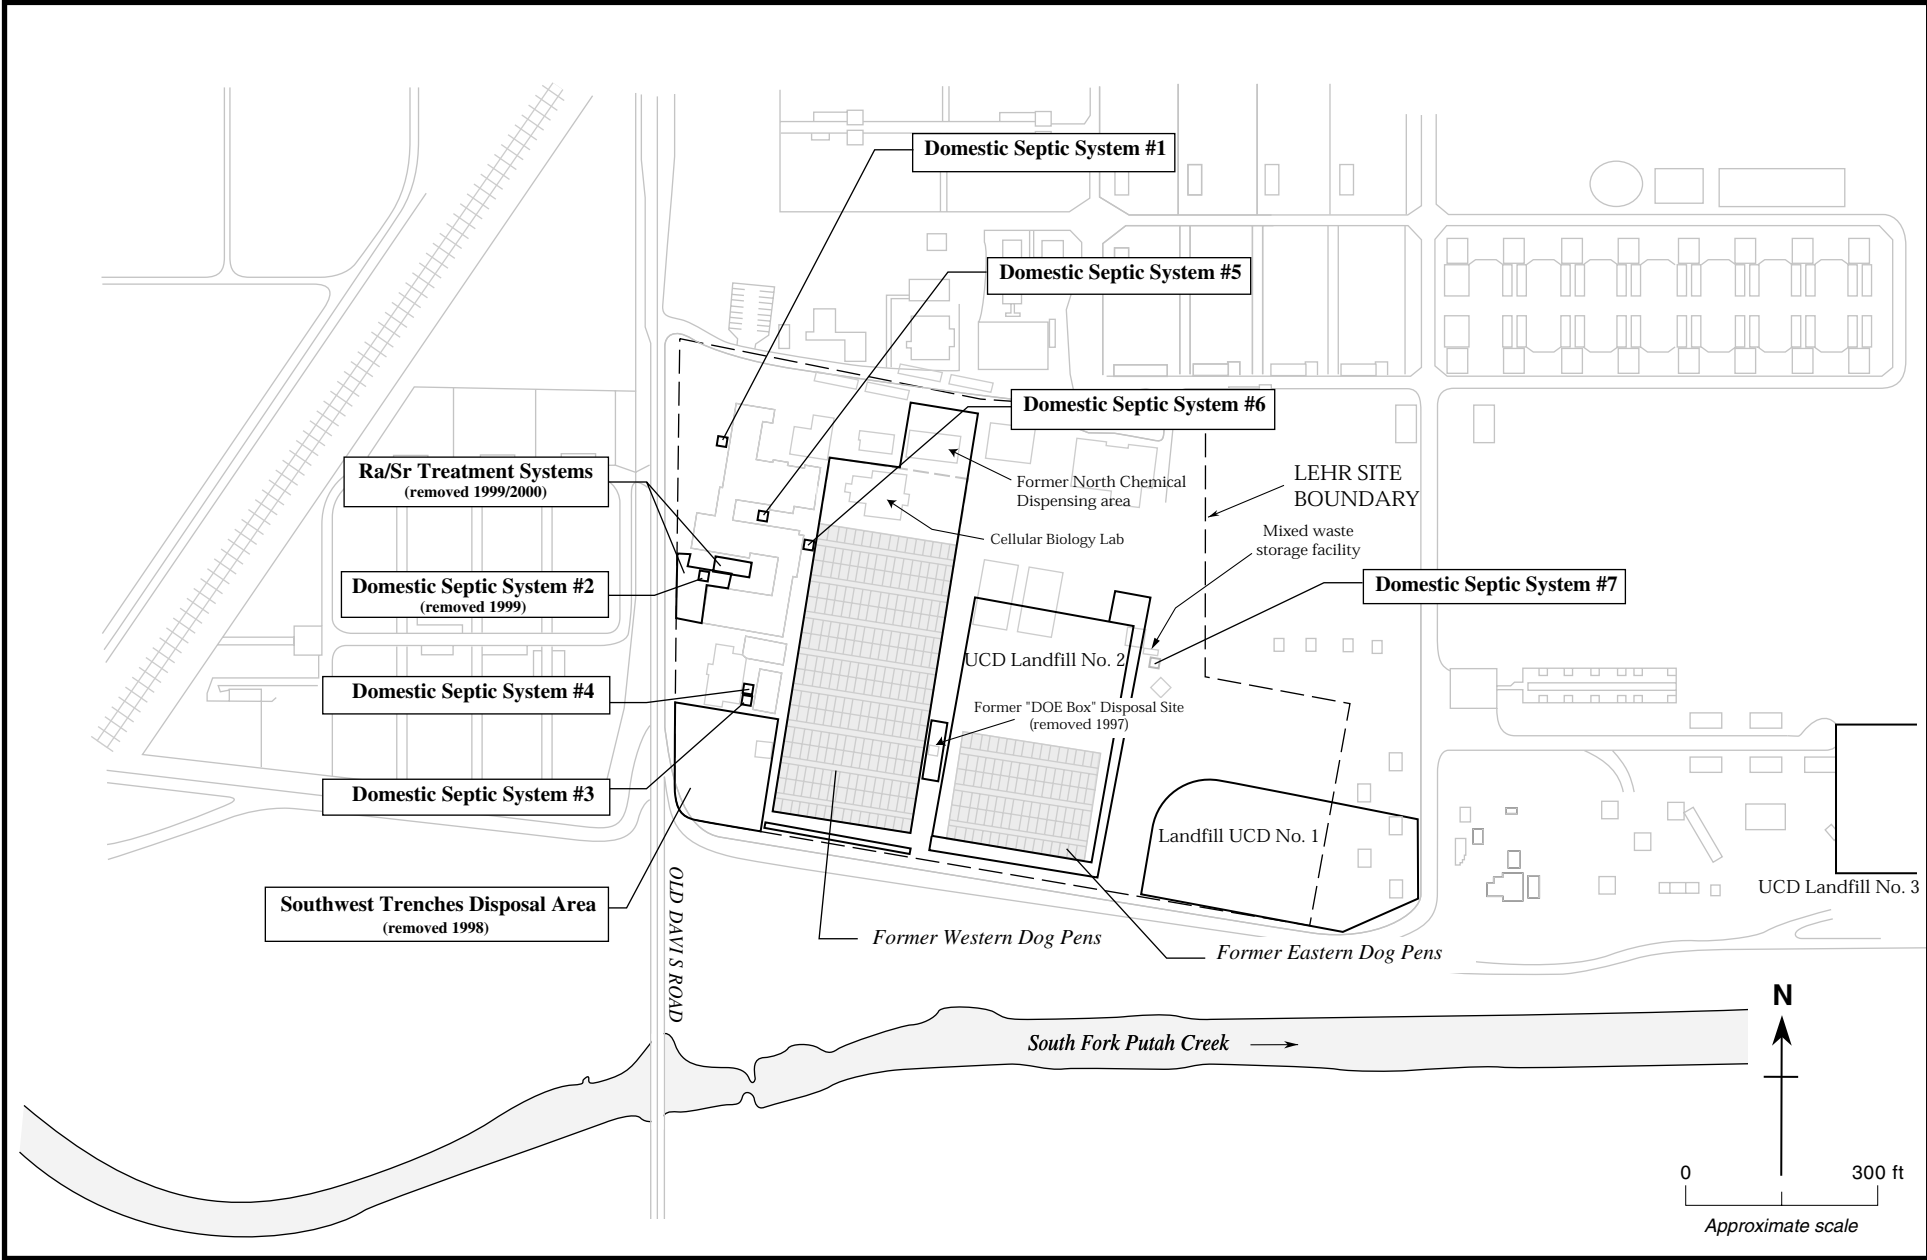 Domestic Septic System #1
Domestic Septic System #5
Domestic Septic System #6
Ra/Sr Treatment Systems
(removed 1999/2000)
Former North Chemical
Dispensing area
LEHR SITE
BOUNDARY
Cellular Biology Lab
Mixed waste
storage facility
Domestic Septic System #2
(removed 1999)
Domestic Septic System #7
UCD Landfill No. 2
Domestic Septic System #4
Former "DOE Box" Disposal Site
(removed 1997)
Domestic Septic System #3
Landfill UCD No. 1
UCD Landfill No. 3
Southwest Trenches Disposal Area
(removed 1998)
OLD DAVIS ROAD
Former Western Dog Pens
Former Eastern Dog Pens
South Fork Putah Creek
N
0 300 ft
Approximate scale